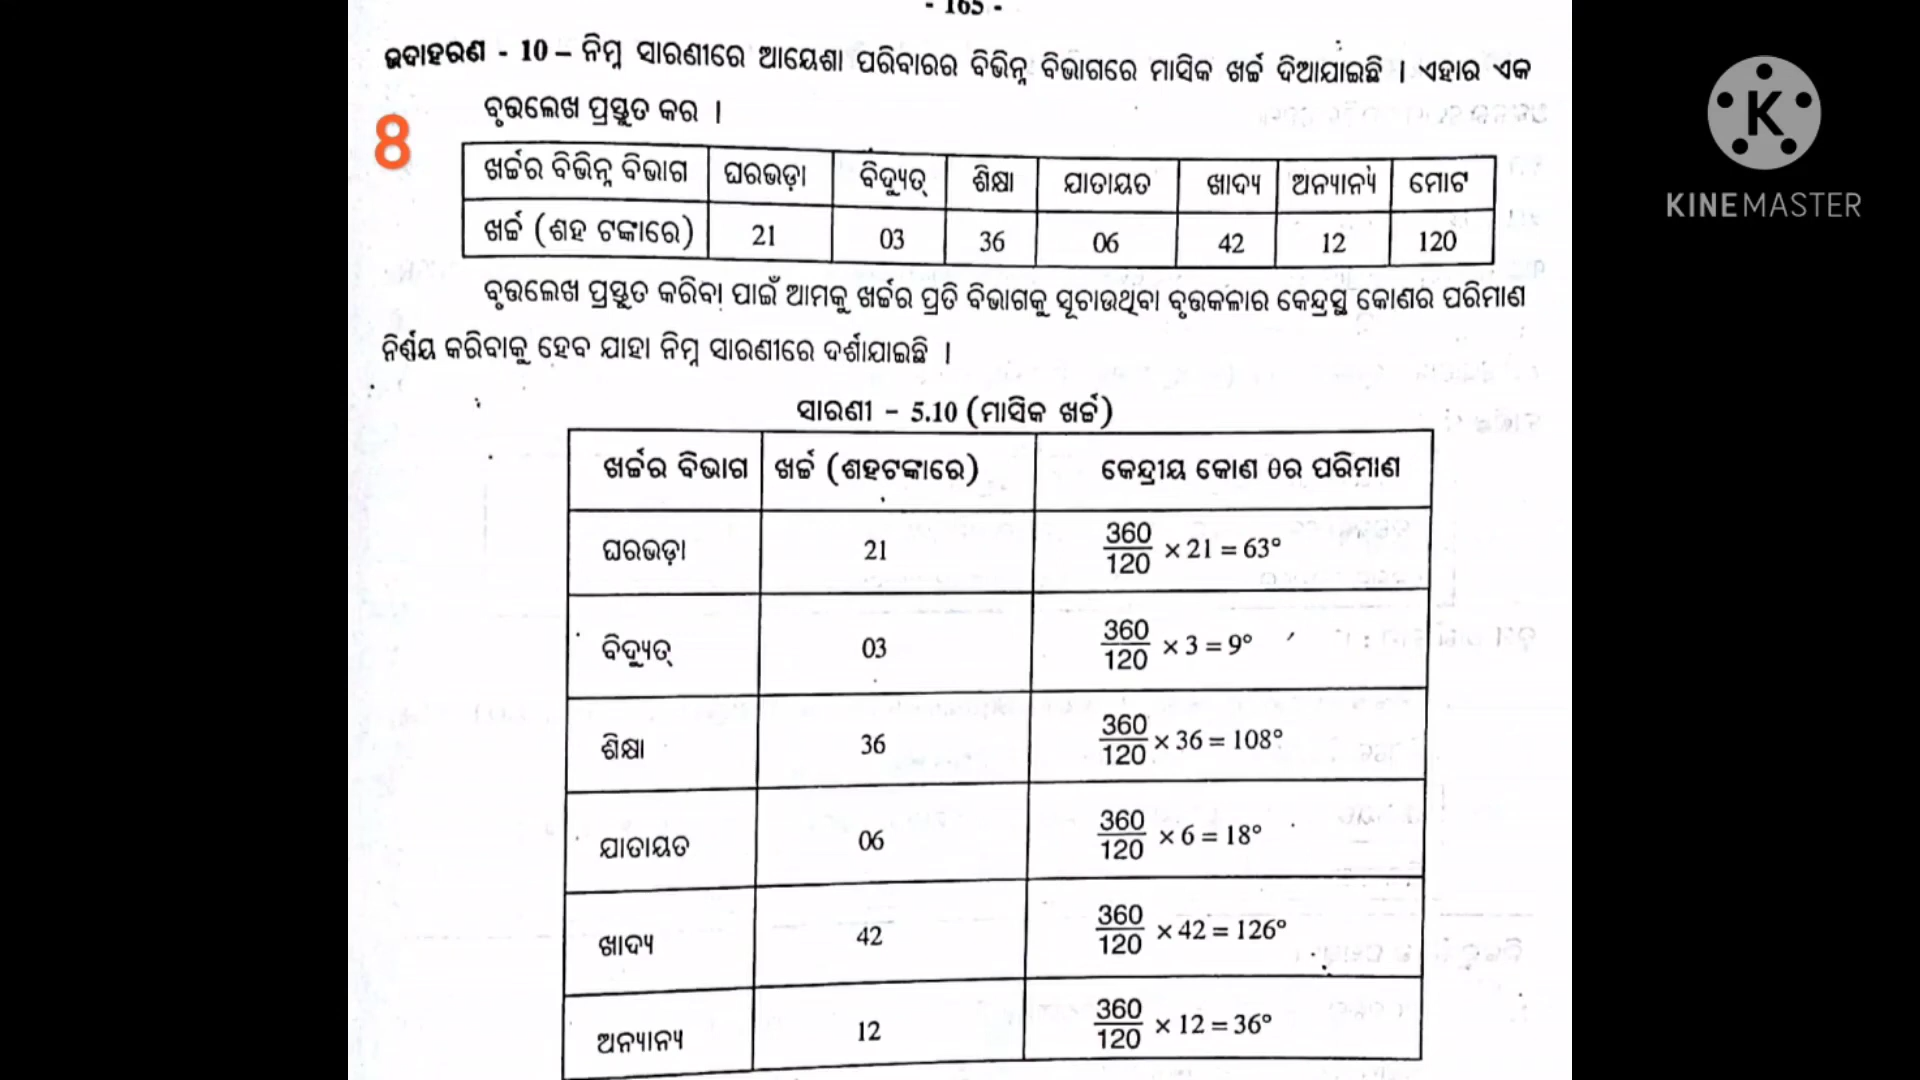 - 165 -
ଉଦାହରଣ - 10 – ନିମ୍ନ ସାରଣୀରେ ଆୟେଶା ପରିବାରର ବିଭିନ୍ନ ବିଭାଗରେ ମାସିକ ଖର୍ଚ୍ଚ ଦିଆଯାଇଛି । ଏହାର ଏକ
ବୃତ୍ତଲେଖ ପ୍ରସ୍ତୁତ କର ।
8
ଖର୍ଚ୍ଚର ବିଭିନ୍ନ ବିଭାଗ ଘରଭଡ଼ା ବିଦ୍ୟୁତ୍ ଶିକ୍ଷା ଯାତାୟତ ଖାଦ୍ୟ ଅନ୍ୟାନ୍ୟ ମୋଟ
ଖର୍ଚ୍ଚ (ଶହ ଟଙ୍କାରେ) 21 03 36 06 42 12 120
ବୃତ୍ତଲେଖ ପ୍ରସ୍ତୁତ କରିବା ପାଇଁ ଆମକୁ ଖର୍ଚ୍ଚର ପ୍ରତି ବିଭାଗକୁ ସୂଚାଉଥିବା ବୃତ୍ତକଳାର କେନ୍ଦ୍ରସ୍ଥ କୋଣର ପରିମାଣ
ନିର୍ଣ୍ଣୟ କରିବାକୁ ହେବ ଯାହା ନିମ୍ନ ସାରଣୀରେ ଦର୍ଶାଯାଇଛି ।
ସାରଣୀ – 5.10 (ମାସିକ ଖର୍ଚ୍ଚ)
ଖର୍ଚ୍ଚର ବିଭାଗ ଖର୍ଚ୍ଚ (ଶହଟଙ୍କାରେ) କେନ୍ଦ୍ରୀୟ କୋଣ θର ପରିମାଣ
ଘରଭଡ଼ା 21 360/120 × 21 = 63°
ବିଦ୍ୟୁତ୍ 03 360/120 × 3 = 9°
ଶିକ୍ଷା 36 360/120 × 36 = 108°
ଯାତାୟତ 06 360/120 × 6 = 18°
ଖାଦ୍ୟ 42 360/120 × 42 = 126°
ଅନ୍ୟାନ୍ୟ 12 360/120 × 12 = 36°
K
KINEMASTER